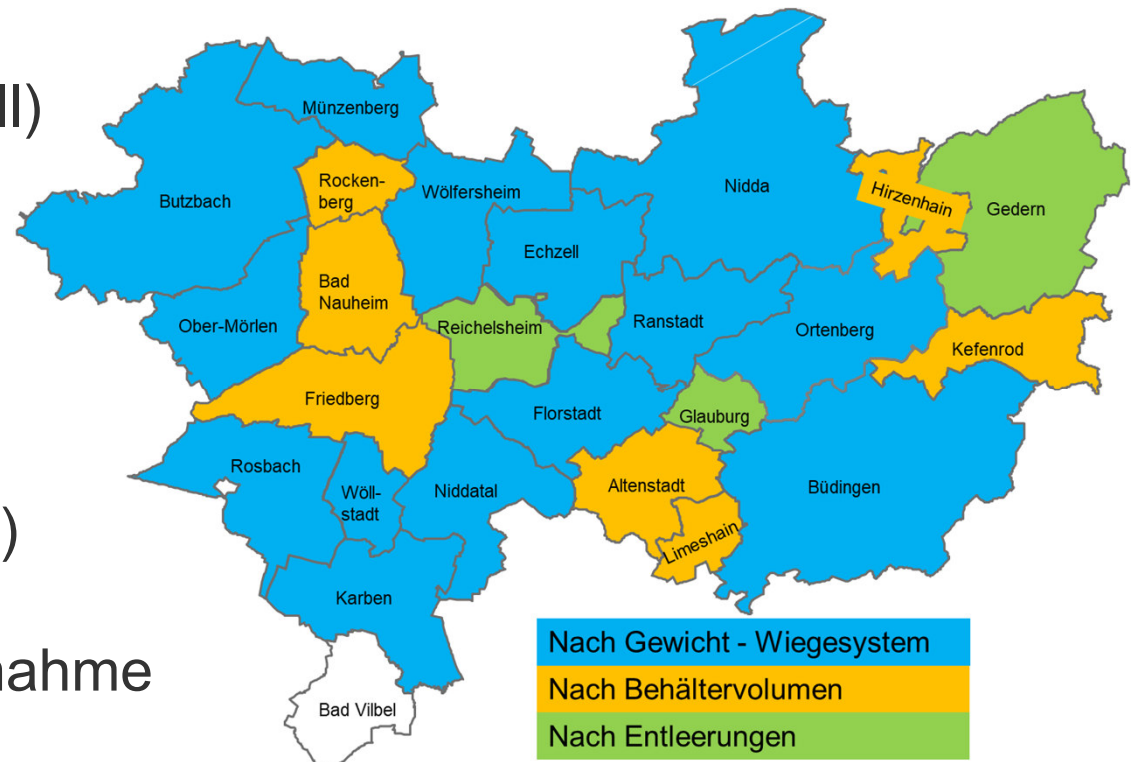 ll)
)
nahme
Münzenberg
Butzbach
Rocken-
berg
Wölfersheim
Nidda
Hirzenhain
Gedern
Echzell
Bad
Nauheim
Ober-Mörlen
Reichelsheim
Ranstadt
Ortenberg
Kefenrod
Friedberg
Florstadt
Glauburg
Rosbach
Wöll-
stadt
Niddatal
Altenstadt
Büdingen
Limeshain
Karben
Bad Vilbel
Nach Gewicht - Wiegesystem
Nach Behältervolumen
Nach Entleerungen